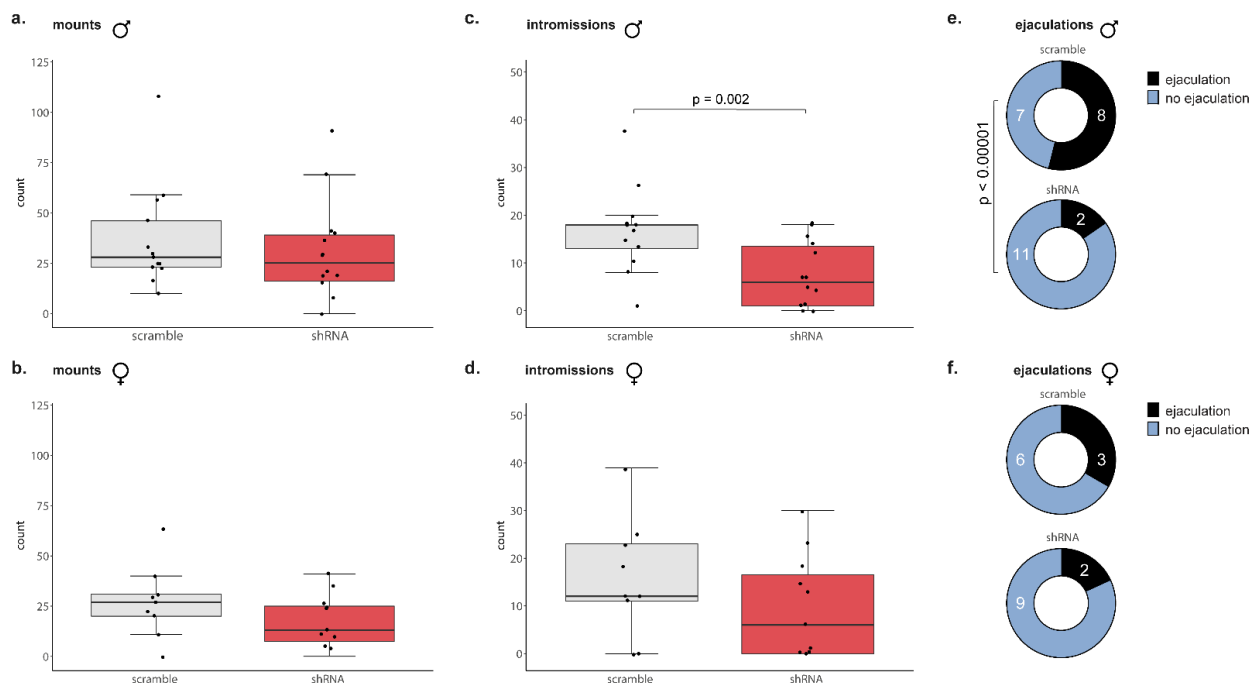 a.
mounts ♂
125
100
75
50
25
0
count
scramble
shRNA
c.
intromissions ♂
50
40
30
20
10
0
count
p = 0.002
scramble
shRNA
e.
ejaculations ♂
scramble
7
8
ejaculation
no ejaculation
p < 0.00001
shRNA
2
11
b.
mounts ♀
125
100
75
50
25
0
count
scramble
shRNA
d.
intromissions ♀
50
40
30
20
10
0
count
scramble
shRNA
f.
ejaculations ♀
scramble
6
3
ejaculation
no ejaculation
shRNA
2
9